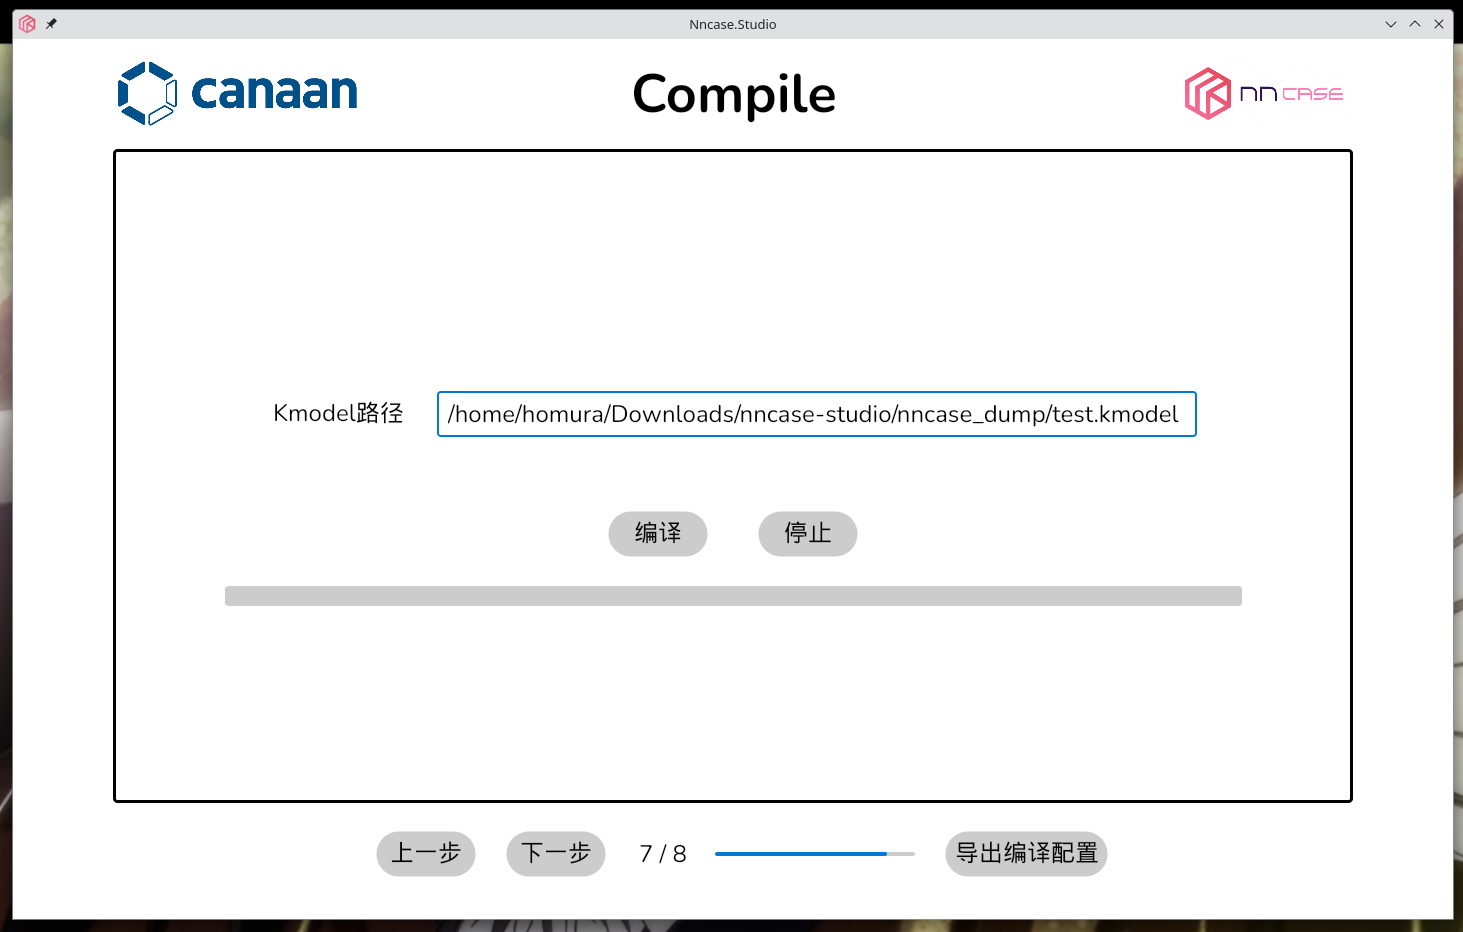 Nncase.Studio
canaan
Compile
nncase
Kmodel路径
/home/homura/Downloads/nncase-studio/nncase_dump/test.kmodel
编译
停止
上一步
下一步
7 / 8
导出编译配置